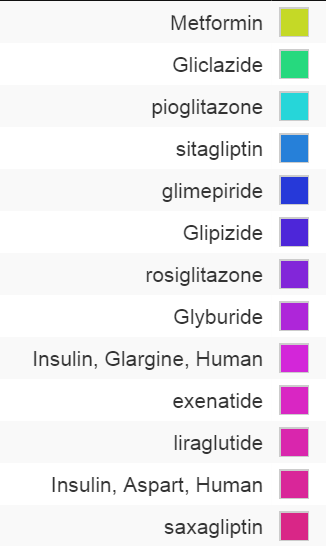 Metformin
Gliclazide
pioglitazone
sitagliptin
glimepiride
Glipizide
rosiglitazone
Glyburide
Insulin, Glargine, Human
exenatide
liraglutide
Insulin, Aspart, Human
saxagliptin